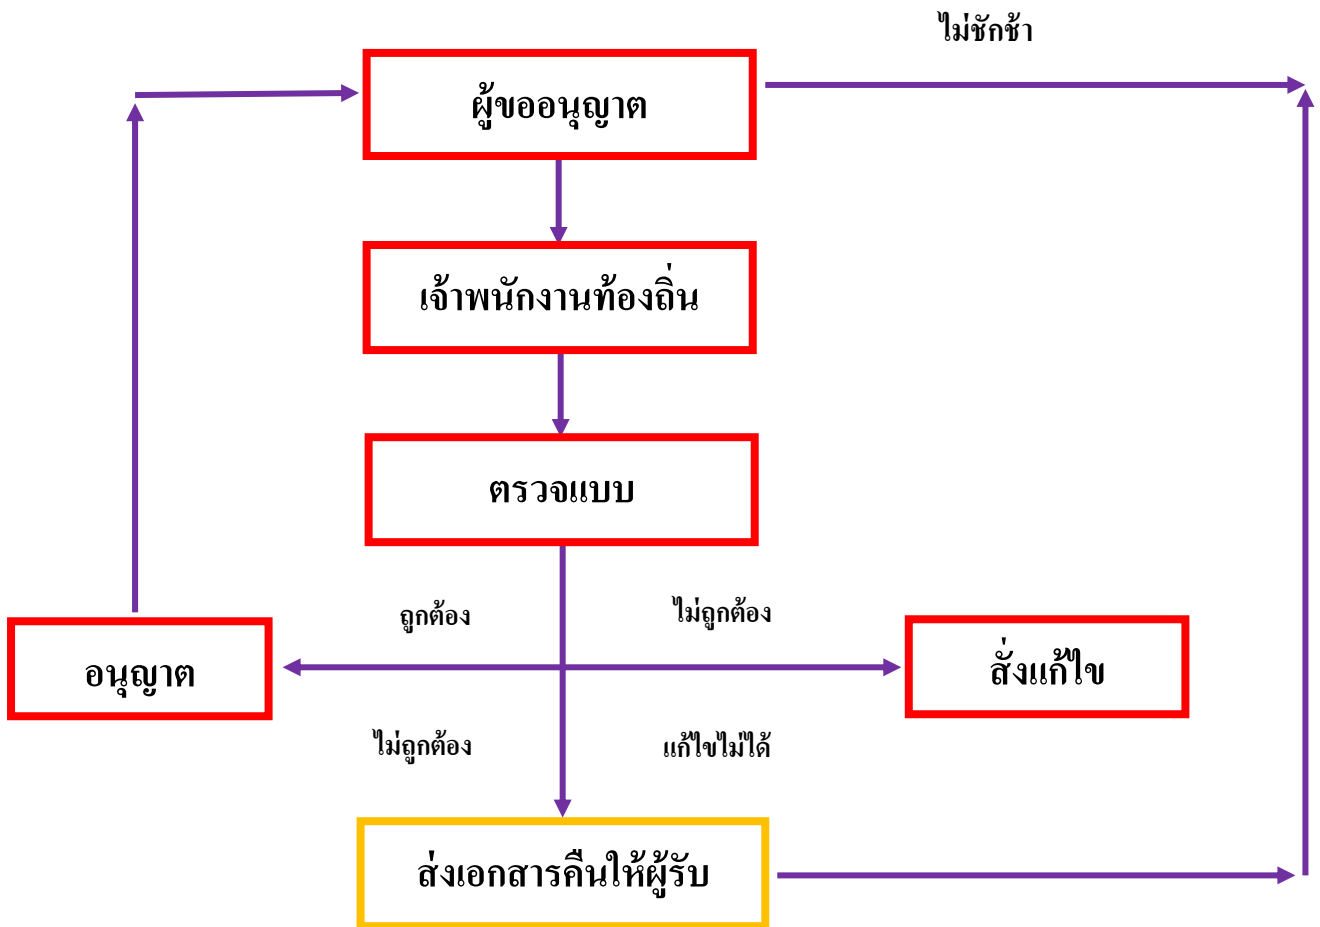 ไม่ชักช้า
ผู้ขออนุญาต
เจ้าพนักงานท้องถิ่น
ตรวจแบบ
ถูกต้อง
ไม่ถูกต้อง
อนุญาต
สั่งแก้ไข
ไม่ถูกต้อง
แก้ไขไม่ได้
ส่งเอกสารคืนให้ผู้รับ